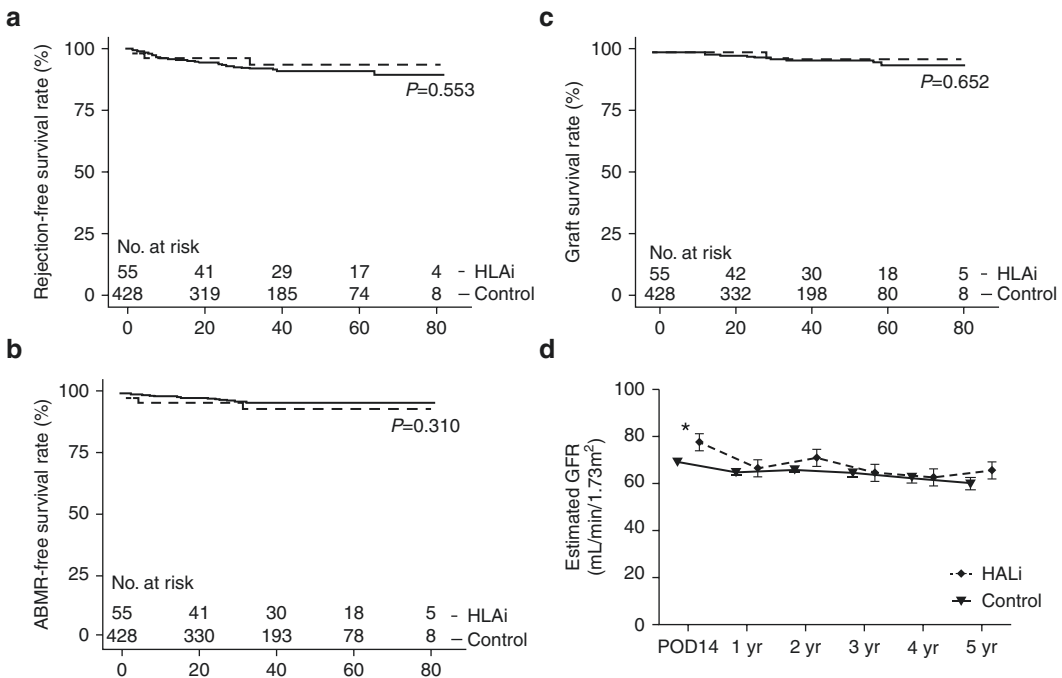 a
Rejection-free survival rate (%)
100
75
50
25
0
P=0.553
No. at risk
55 41 29 17 4 - HLAi
428 319 185 74 8 — Control
0 20 40 60 80
c
Graft survival rate (%)
100
75
50
25
0
P=0.652
No. at risk
55 42 30 18 5 - HLAi
428 332 198 80 8 — Control
0 20 40 60 80
b
ABMR-free survival rate (%)
100
75
50
25
0
P=0.310
No. at risk
55 41 30 18 5 - HLAi
428 330 193 78 8 — Control
0 20 40 60 80
d
Estimated GFR
(mL/min/1.73m²)
100
80
60
40
20
0
*
HALi
Control
POD14 1 yr 2 yr 3 yr 4 yr 5 yr